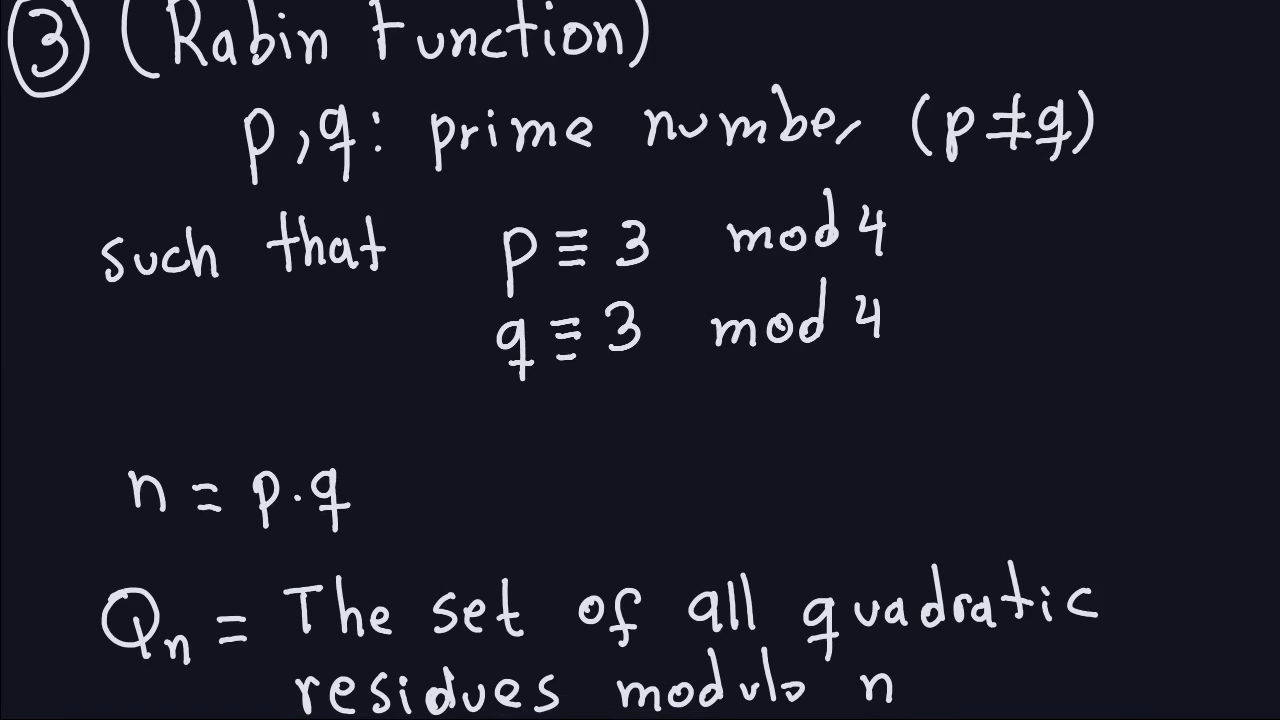 ③ (Rabin Function)
p,q: prime number (p≠q)
such that p ≡ 3 mod 4
q ≡ 3 mod 4
n = p.q
Qn = The set of all quadratic
residues modulo n